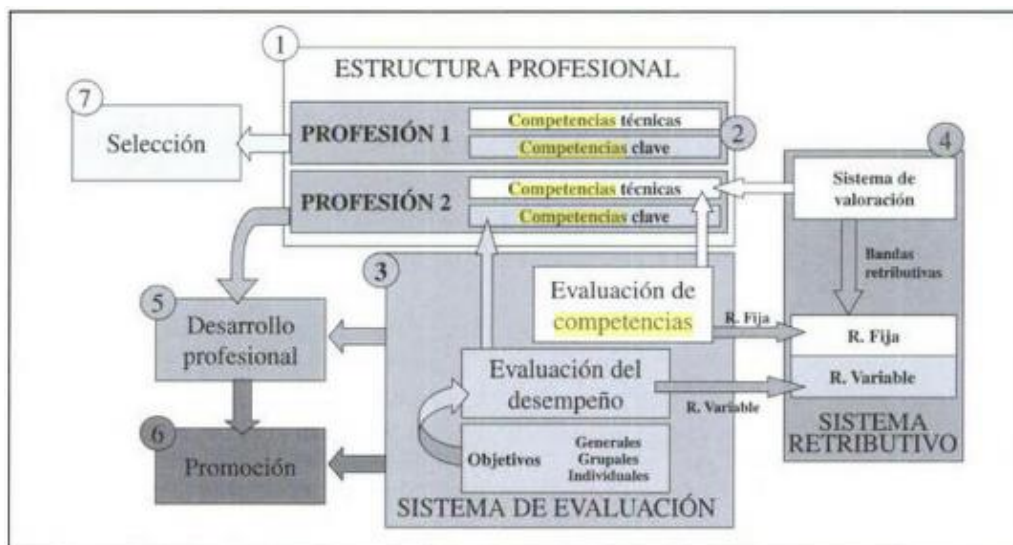 1
ESTRUCTURA PROFESIONAL
7
Selección
PROFESIÓN 1
Competencias técnicas
Competencias clave
2
PROFESIÓN 2
Competencias técnicas
Competencias clave
4
Sistema de
valoración
Bandas
retributivas
R. Fija
R. Variable
SISTEMA
RETRIBUTIVO
3
Evaluación de
competencias
R. Fija
Evaluación del
desempeño
R. Variable
Objetivos
Generales
Grupales
Individuales
SISTEMA DE EVALUACIÓN
5
Desarrollo
profesional
6
Promoción